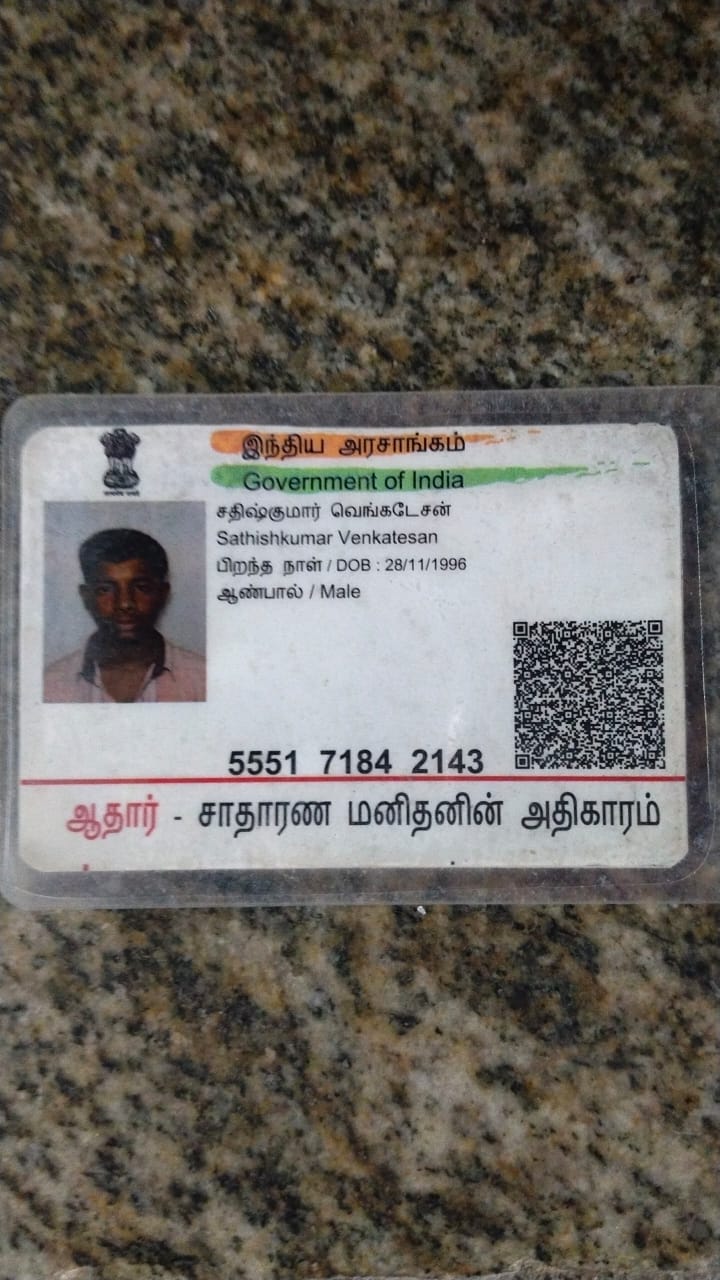 இந்திய அரசாங்கம்
Government of India
சதிஷ்குமார் வெங்கடேசன்
Sathishkumar Venkatesan
பிறந்த நாள் / DOB : 28/11/1996
ஆண்பால் / Male
5551 7184 2143
ஆதார் - சாதாரண மனிதனின் அதிகாரம்